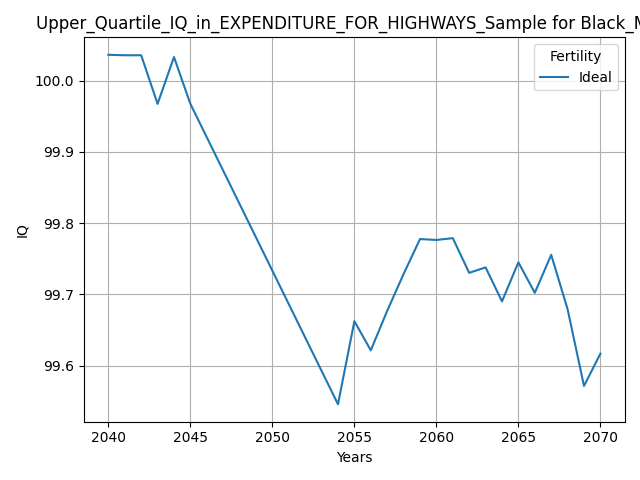 Upper_Quartile_IQ_in_EXPENDITURE_FOR_HIGHWAYS_Sample for Black_M
Fertility
Ideal
100.0
99.9
99.8
99.7
99.6
IQ
2040 2045 2050 2055 2060 2065 2070
Years